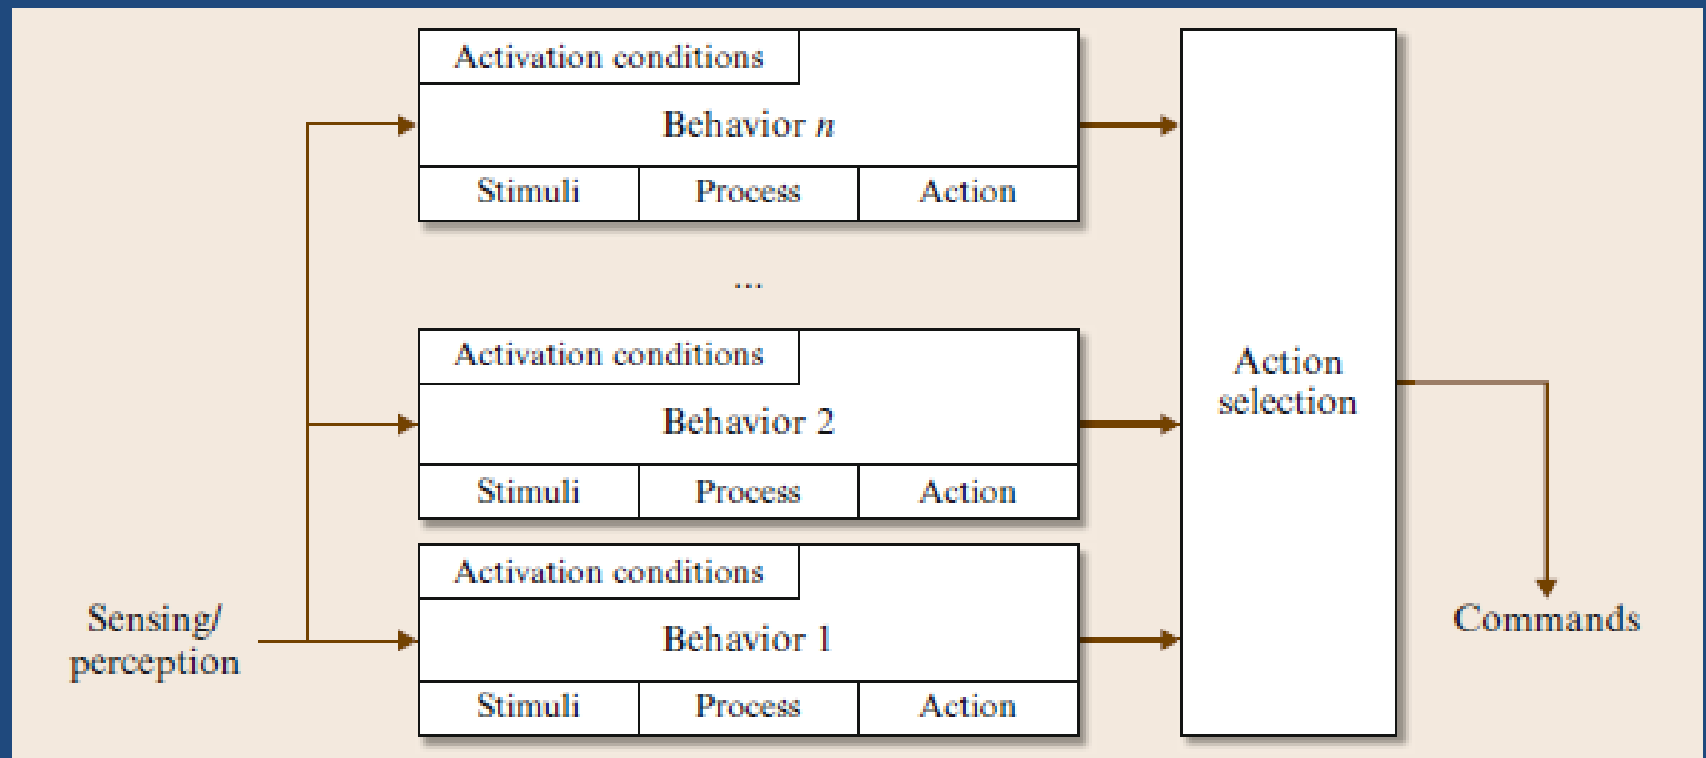 Activation conditions
Behavior n
Stimuli Process Action
...
Activation conditions
Behavior 2
Stimuli Process Action
Activation conditions
Behavior 1
Stimuli Process Action
Sensing/
perception
Action
selection
Commands